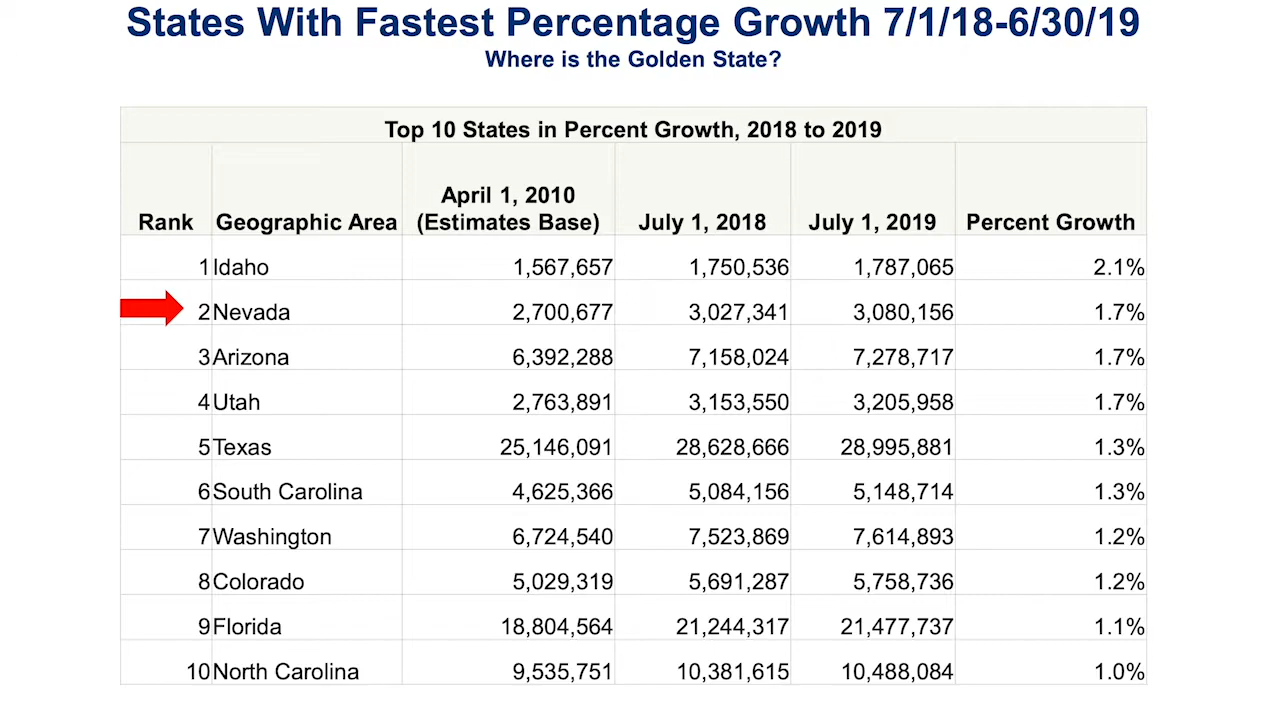 States With Fastest Percentage Growth 7/1/18-6/30/19
Where is the Golden State?
Top 10 States in Percent Growth, 2018 to 2019
Rank Geographic Area April 1, 2010 (Estimates Base) July 1, 2018 July 1, 2019 Percent Growth
1 Idaho 1,567,657 1,750,536 1,787,065 2.1%
2 Nevada 2,700,677 3,027,341 3,080,156 1.7%
3 Arizona 6,392,288 7,158,024 7,278,717 1.7%
4 Utah 2,763,891 3,153,550 3,205,958 1.7%
5 Texas 25,146,091 28,628,666 28,995,881 1.3%
6 South Carolina 4,625,366 5,084,156 5,148,714 1.3%
7 Washington 6,724,540 7,523,869 7,614,893 1.2%
8 Colorado 5,029,319 5,691,287 5,758,736 1.2%
9 Florida 18,804,564 21,244,317 21,477,737 1.1%
10 North Carolina 9,535,751 10,381,615 10,488,084 1.0%